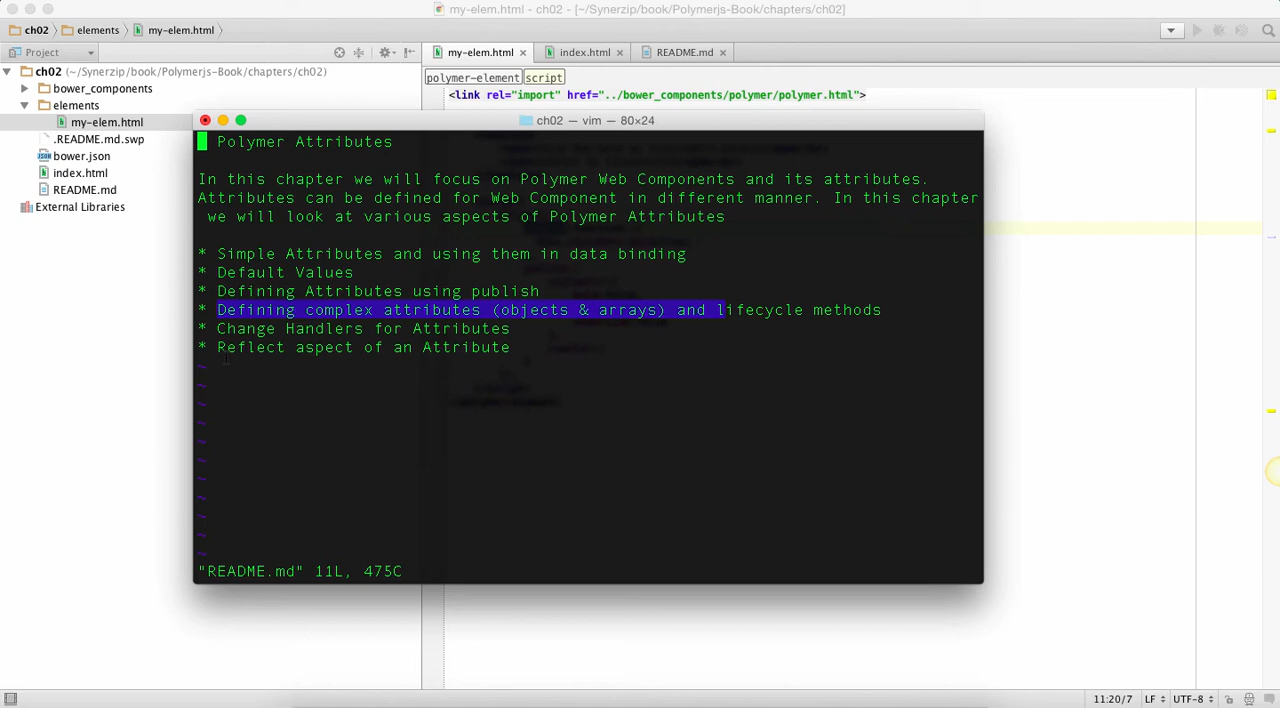 my-elem.html - ch02 - [~/Synerzip/book/Polymerjs-Book/chapters/ch02]
ch02
elements
my-elem.html
Project
my-elem.html
index.html
README.md
ch02 (~/Synerzip/book/Polymerjs-Book/chapters/ch02)
polymer-element
script
bower_components
<link rel="import" href="../bower_components/polymer/polymer.html">
elements
my-elem.html
.README.md.swp
bower.json
index.html
README.md
External Libraries
ch02 — vim — 80×24
Polymer Attributes
In this chapter we will focus on Polymer Web Components and its attributes.
Attributes can be defined for Web Component in different manner. In this chapter
we will look at various aspects of Polymer Attributes
* Simple Attributes and using them in data binding
* Default Values
* Defining Attributes using publish
* Defining complex attributes (objects & arrays) and lifecycle methods
* Change Handlers for Attributes
* Reflect aspect of an Attribute
~
~
~
~
~
~
~
~
~
~
~
"README.md" 11L, 475C
11:20/7 LF UTF-8